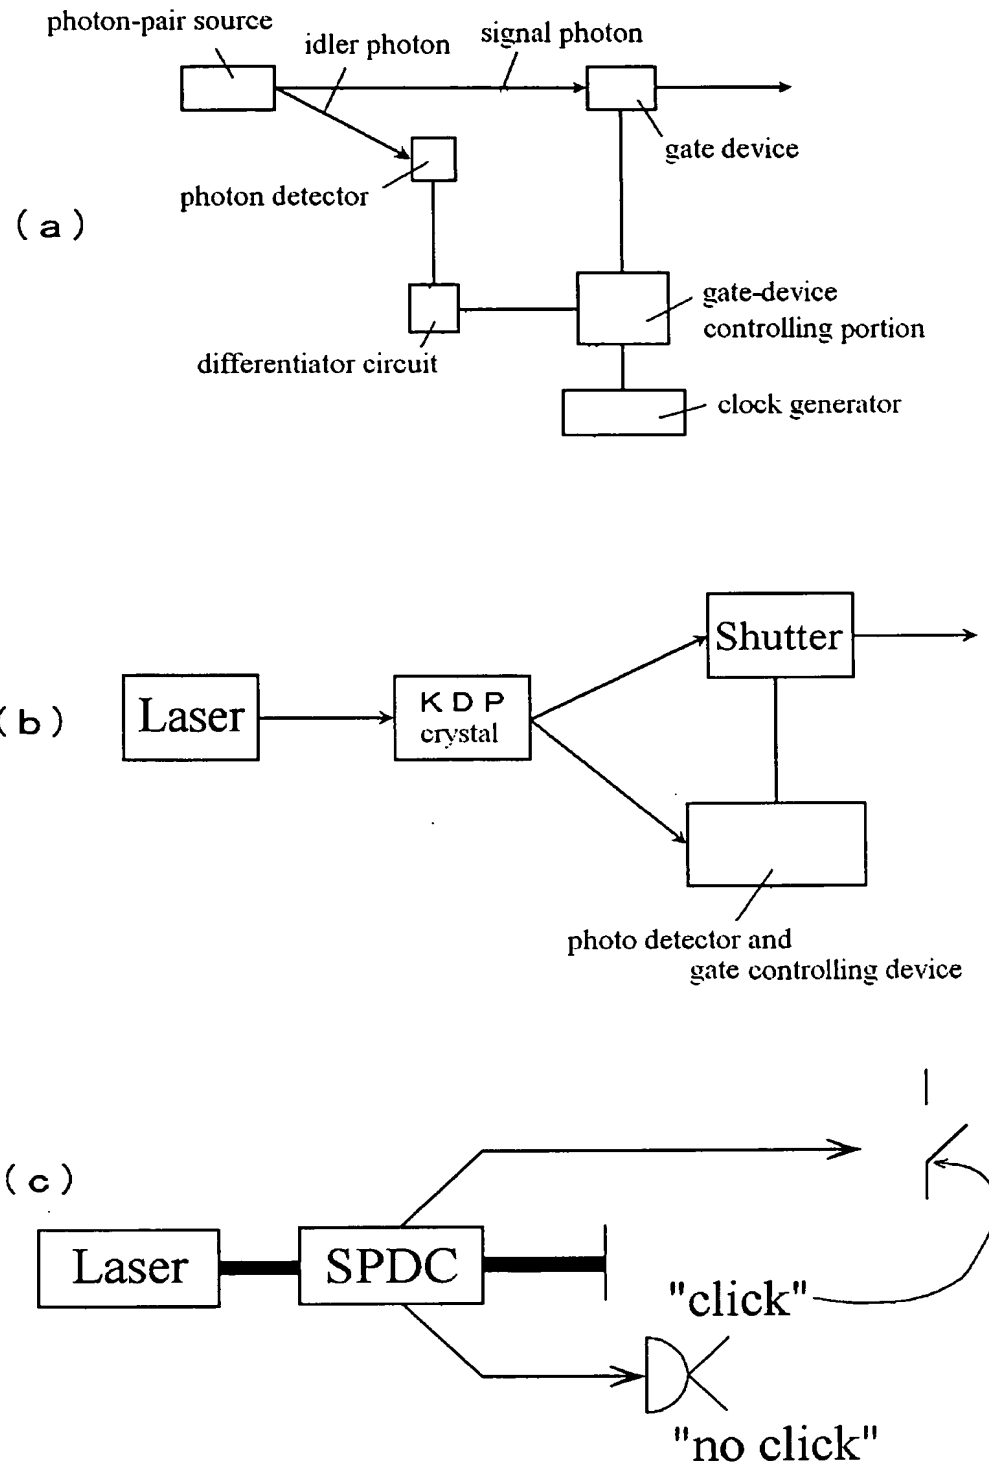 photon-pair source
idler photon
signal photon
gate device
photon detector
(a)
gate-device
controlling portion
differentiator circuit
clock generator
Shutter
(b)
Laser
KDP
crystal
photo detector and
gate controlling device
(c)
Laser
SPDC
"click"
"no click"